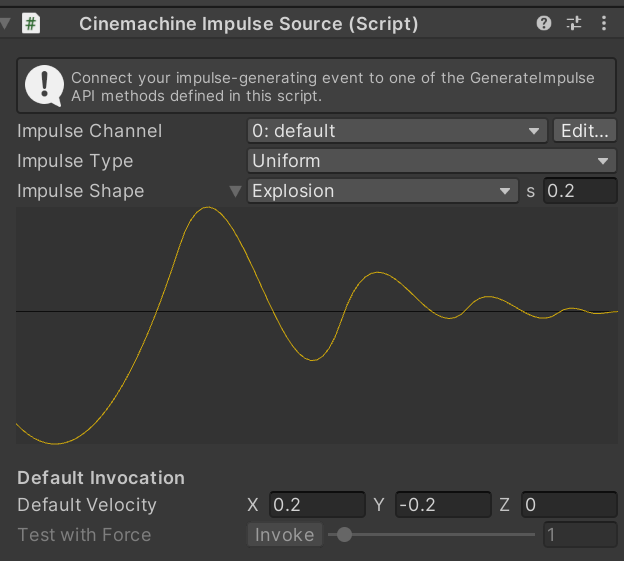 Cinemachine Impulse Source (Script)
Connect your impulse-generating event to one of the GenerateImpulse
API methods defined in this script.
Impulse Channel 0: default Edit...
Impulse Type Uniform
Impulse Shape Explosion s 0.2
Default Invocation
Default Velocity X 0.2 Y -0.2 Z 0
Test with Force Invoke 1